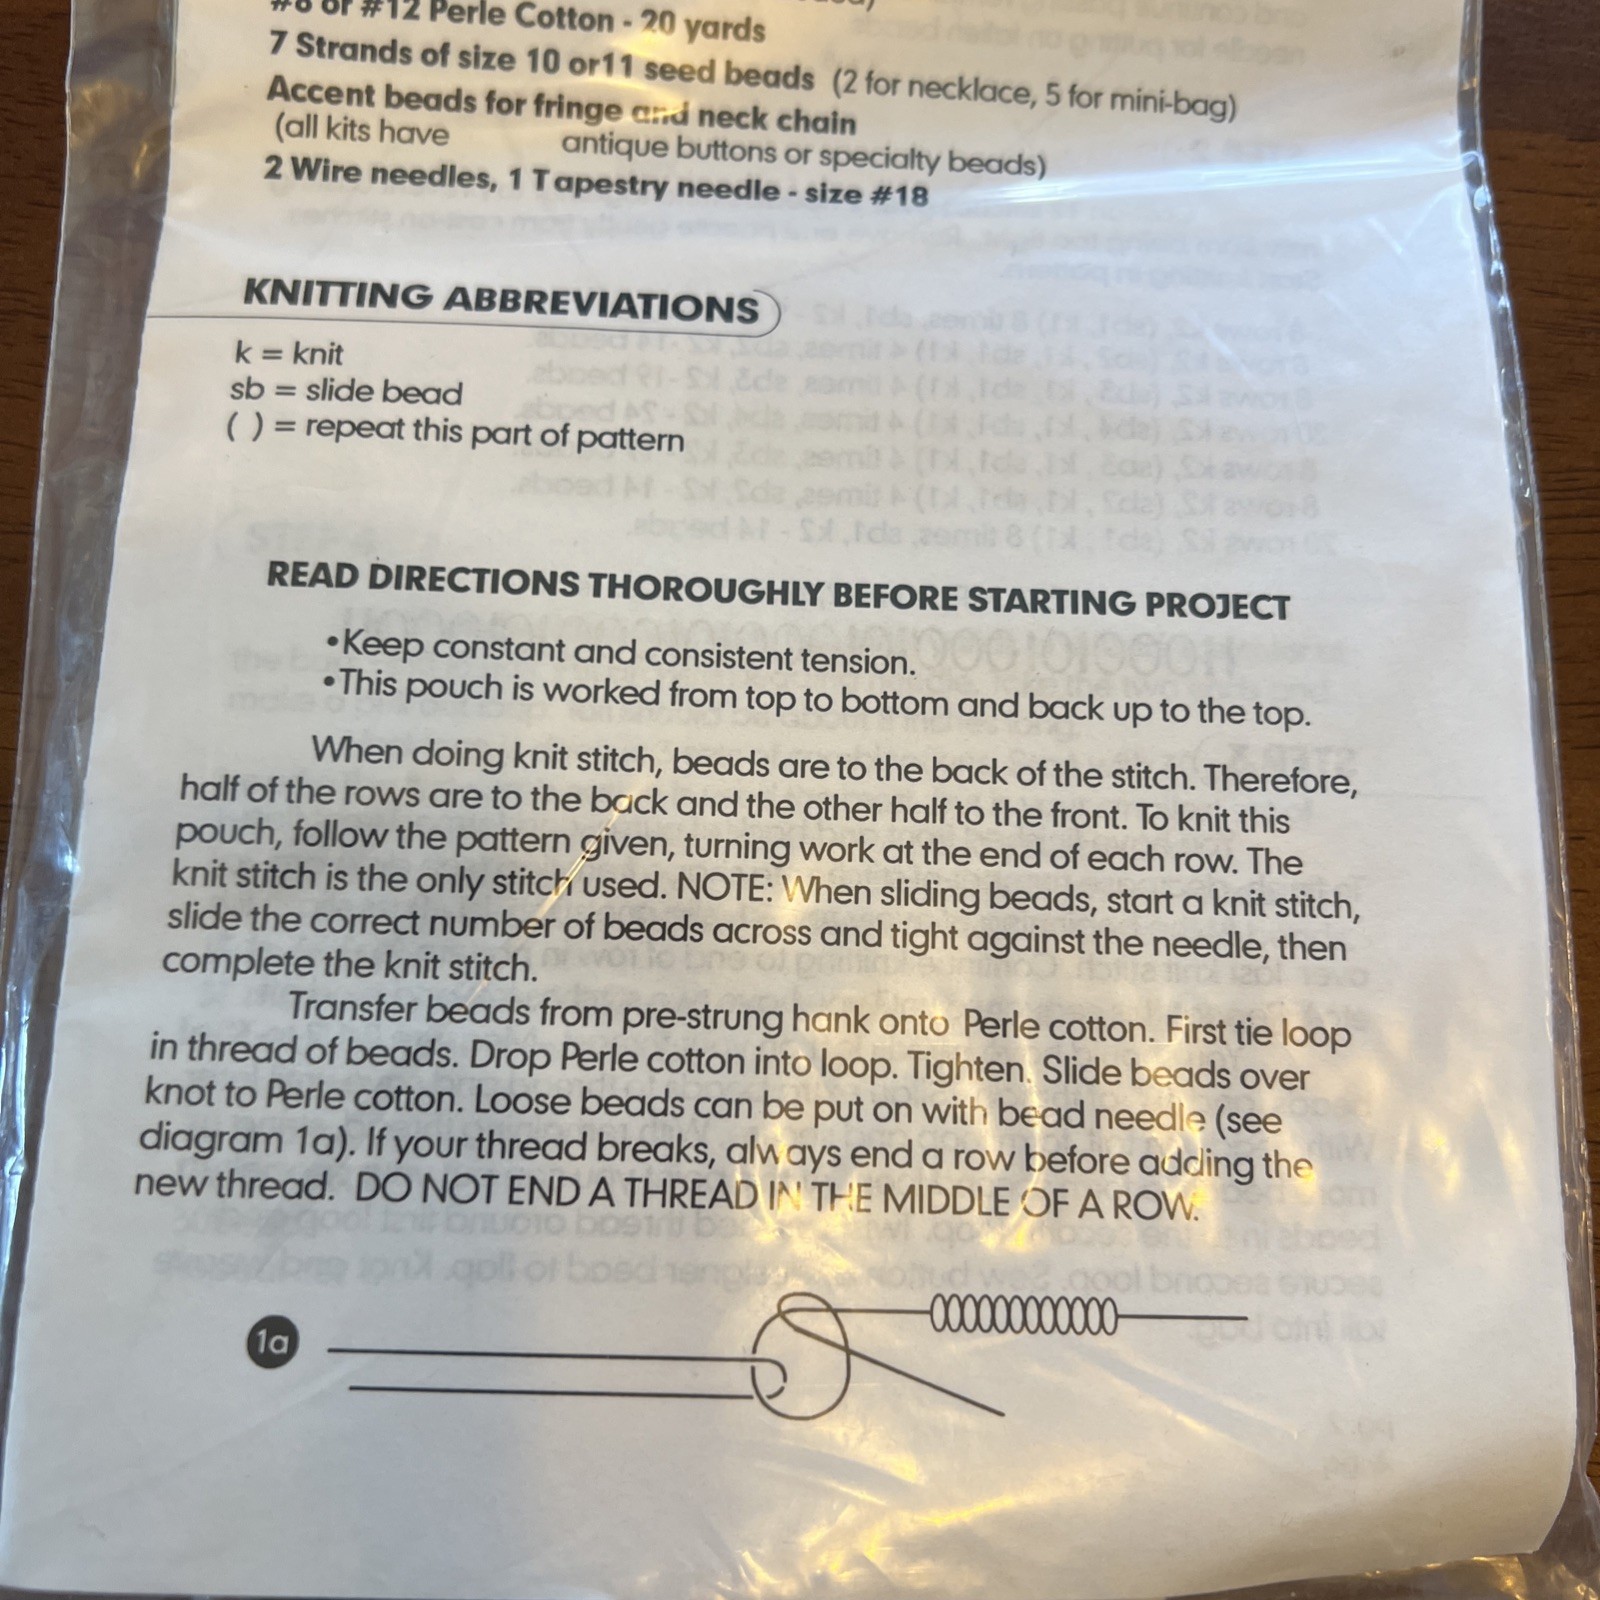 #8 or #12 Perle Cotton - 20 yards
7 Strands of size 10 or11 seed beads (2 for necklace, 5 for mini-bag)
Accent beads for fringe and neck chain
(all kits have antique buttons or specialty beads)
2 Wire needles, 1 Tapestry needle - size #18
KNITTING ABBREVIATIONS
k = knit
sb = slide bead
( ) = repeat this part of pattern
READ DIRECTIONS THOROUGHLY BEFORE STARTING PROJECT
•Keep constant and consistent tension.
•This pouch is worked from top to bottom and back up to the top.
When doing knit stitch, beads are to the back of the stitch. Therefore,
half of the rows are to the back and the other half to the front. To knit this
pouch, follow the pattern given, turning work at the end of each row. The
knit stitch is the only stitch used. NOTE: When sliding beads, start a knit stitch,
slide the correct number of beads across and tight against the needle, then
complete the knit stitch.
Transfer beads from pre-strung hank onto Perle cotton. First tie loop
in thread of beads. Drop Perle cotton into loop. Tighten. Slide beads over
knot to Perle cotton. Loose beads can be put on with bead needle (see
diagram 1a). If your thread breaks, always end a row before adding the
new thread. DO NOT END A THREAD IN THE MIDDLE OF A ROW.
1a